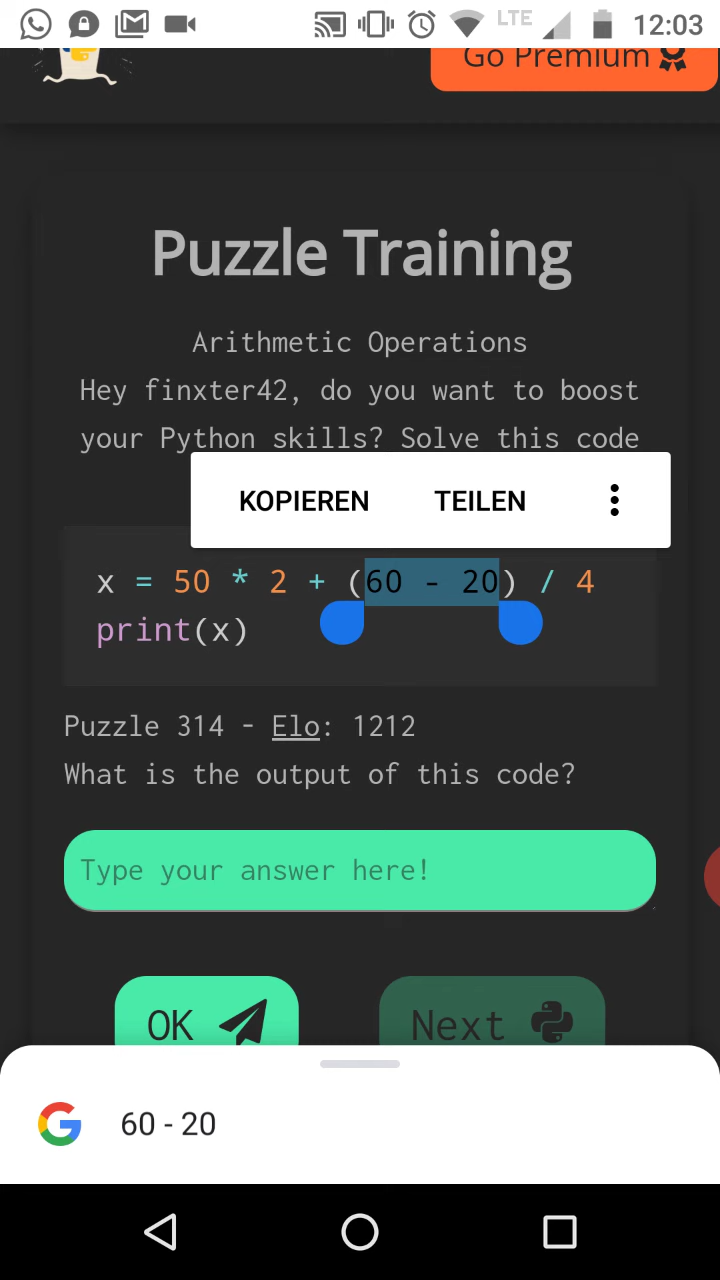 LTE 12:03
Go Premium
Puzzle Training
Arithmetic Operations
Hey finxter42, do you want to boost
your Python skills? Solve this code
KOPIEREN TEILEN
x = 50 * 2 + (60 - 20) / 4
print(x)
Puzzle 314 - Elo: 1212
What is the output of this code?
Type your answer here!
OK Next
60 - 20